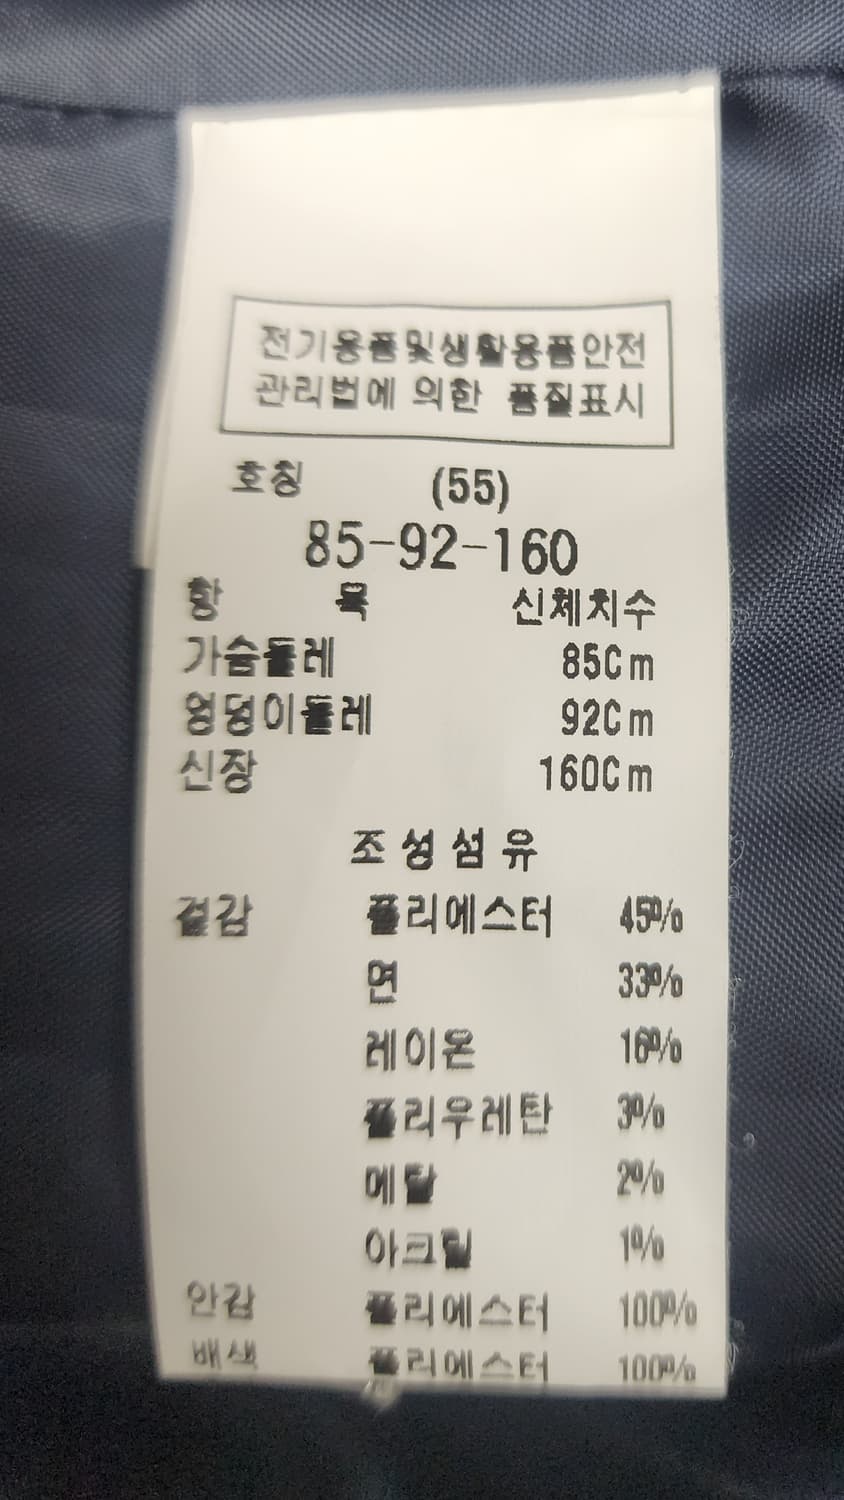 전기용품및생활용품안전
관리법에 의한 품질표시
호칭 (55)
85-92-160
항 목 신체치수
가슴둘레 85Cm
엉덩이둘레 92Cm
신장 160Cm
조성섬유
겉감 폴리에스터 45%
면 33%
레이온 16%
폴리우레탄 3%
메탈 2%
아크릴 1%
안감 폴리에스터 100%
배색 폴리에스터 100%